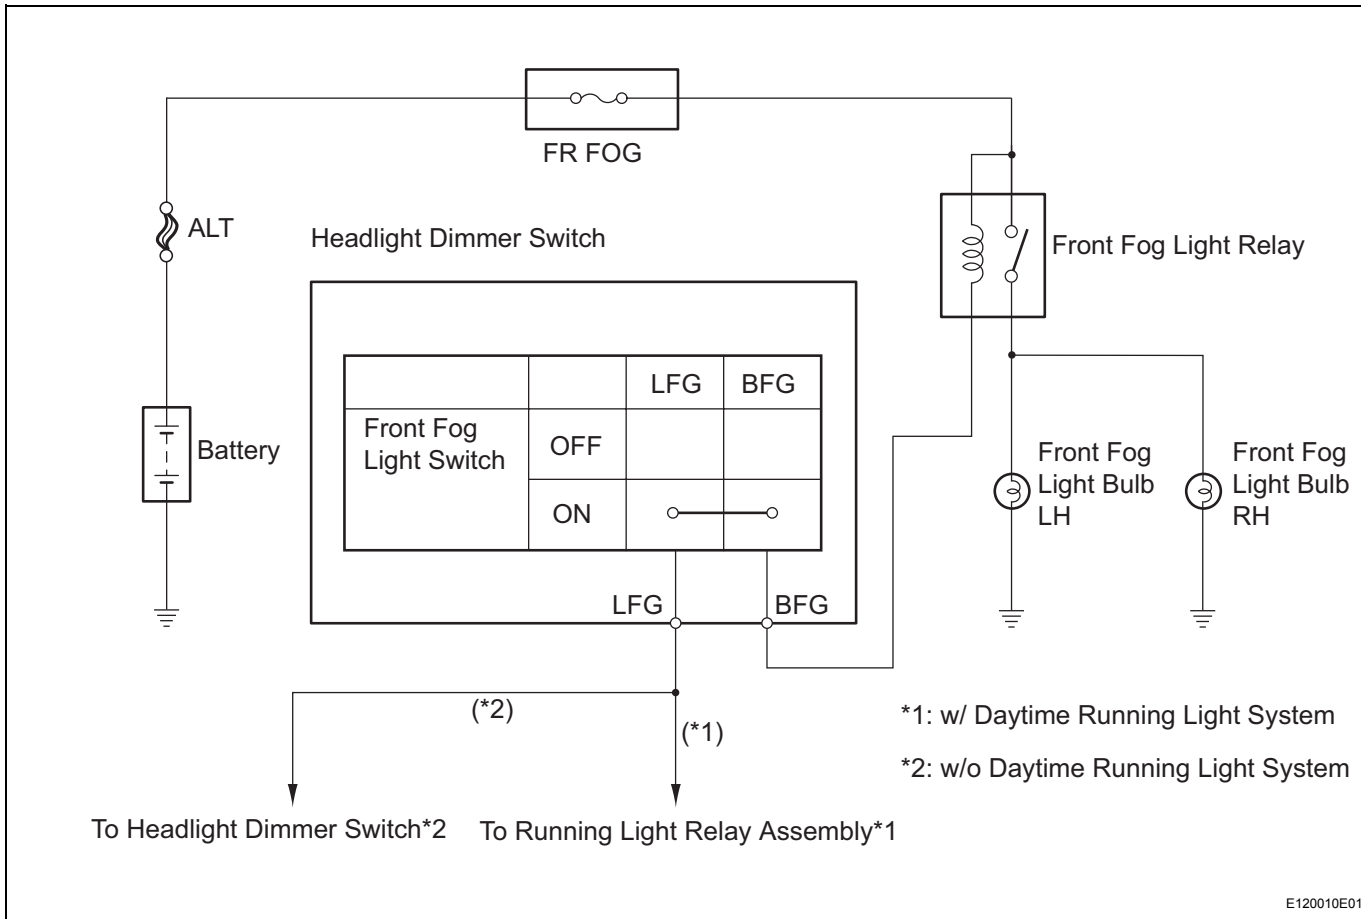 FR FOG
ALT
Headlight Dimmer Switch
Front Fog Light Relay
LFG BFG
Front Fog
Light Switch
OFF
ON
Battery
Front Fog
Light Bulb
LH
Front Fog
Light Bulb
RH
LFG BFG
(*2)
(*1)
*1: w/ Daytime Running Light System
*2: w/o Daytime Running Light System
To Headlight Dimmer Switch*2
To Running Light Relay Assembly*1
E120010E01